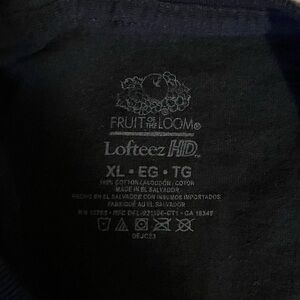 FRUIT OF THE LOOM®
Lofteez HD™
XL • EG • TG
100% COTTON / ALGODÓN / COTON
MADE IN EL SALVADOR
HECHO EN EL SALVADOR CON INSUMOS IMPORTADOS
FABRIQUÉ AU EL SALVADOR